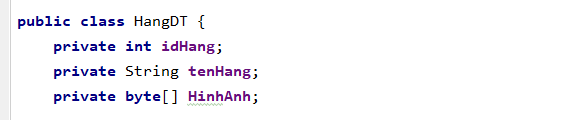 public class HangDT {
    private int idHang;
    private String tenHang;
    private byte[] HinhAnh;